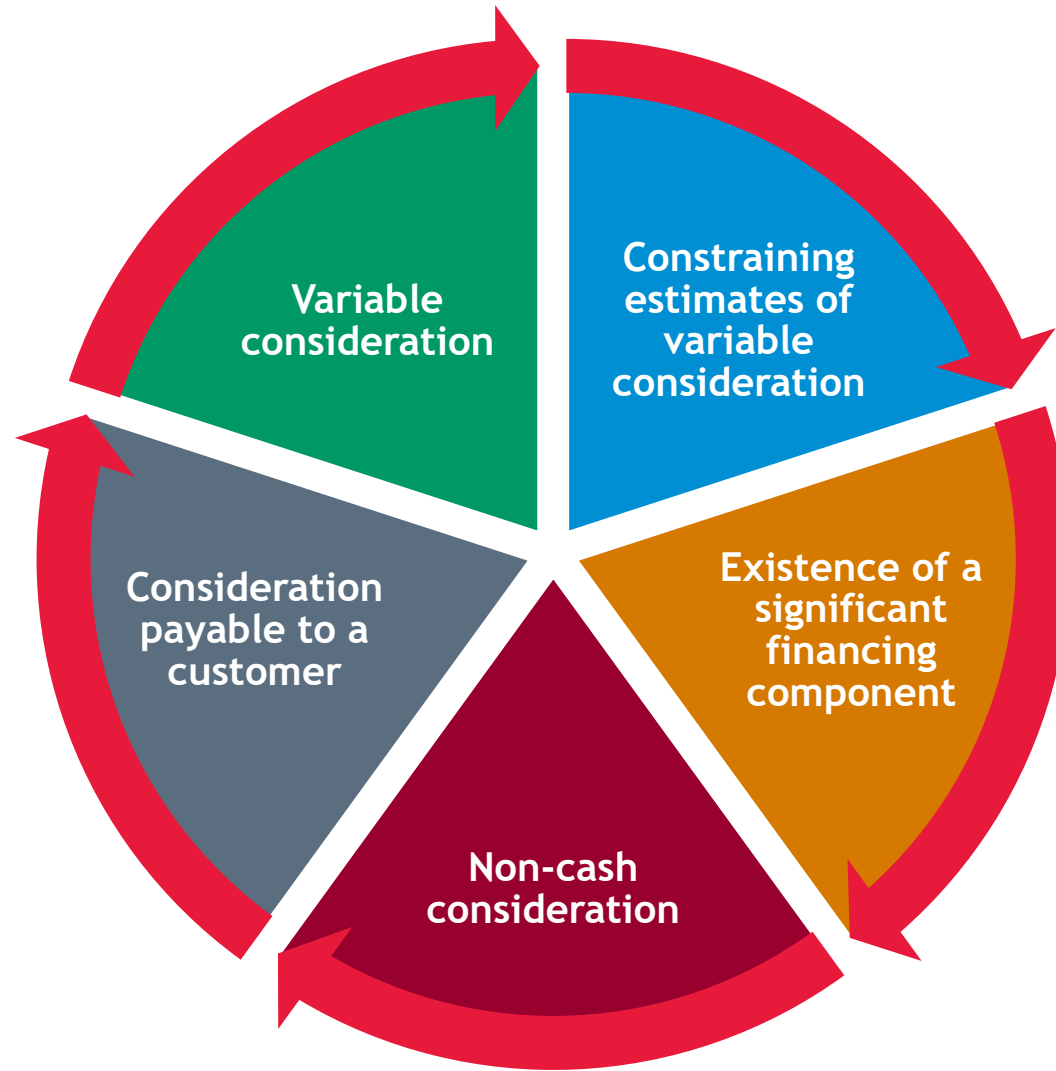 Variable
consideration
Constraining
estimates of
variable
consideration
Existence of a
significant
financing
component
Non-cash
consideration
Consideration
payable to a
customer